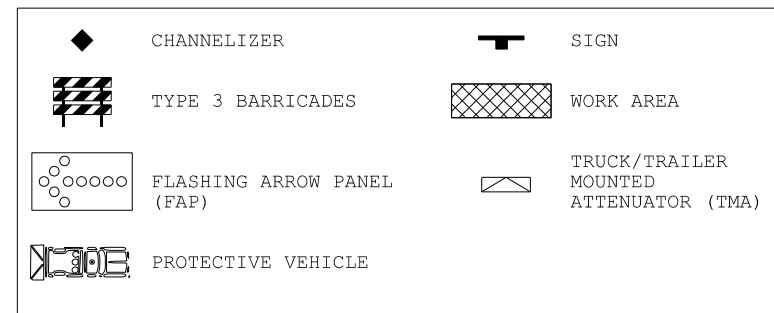 CHANNELIZER
SIGN
TYPE 3 BARRICADES
WORK AREA
FLASHING ARROW PANEL
(FAP)
TRUCK/TRAILER
MOUNTED
ATTENUATOR (TMA)
PROTECTIVE VEHICLE